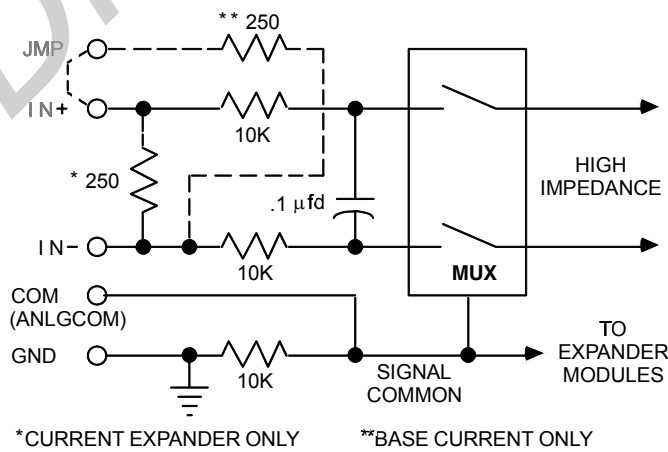 ** 250
JMP
IN+
10K
* 250
.1 µfd
HIGH
IMPEDANCE
IN-
10K
MUX
COM
(ANLGCOM)
GND
10K
SIGNAL
COMMON
TO
EXPANDER
MODULES
*CURRENT EXPANDER ONLY
**BASE CURRENT ONLY